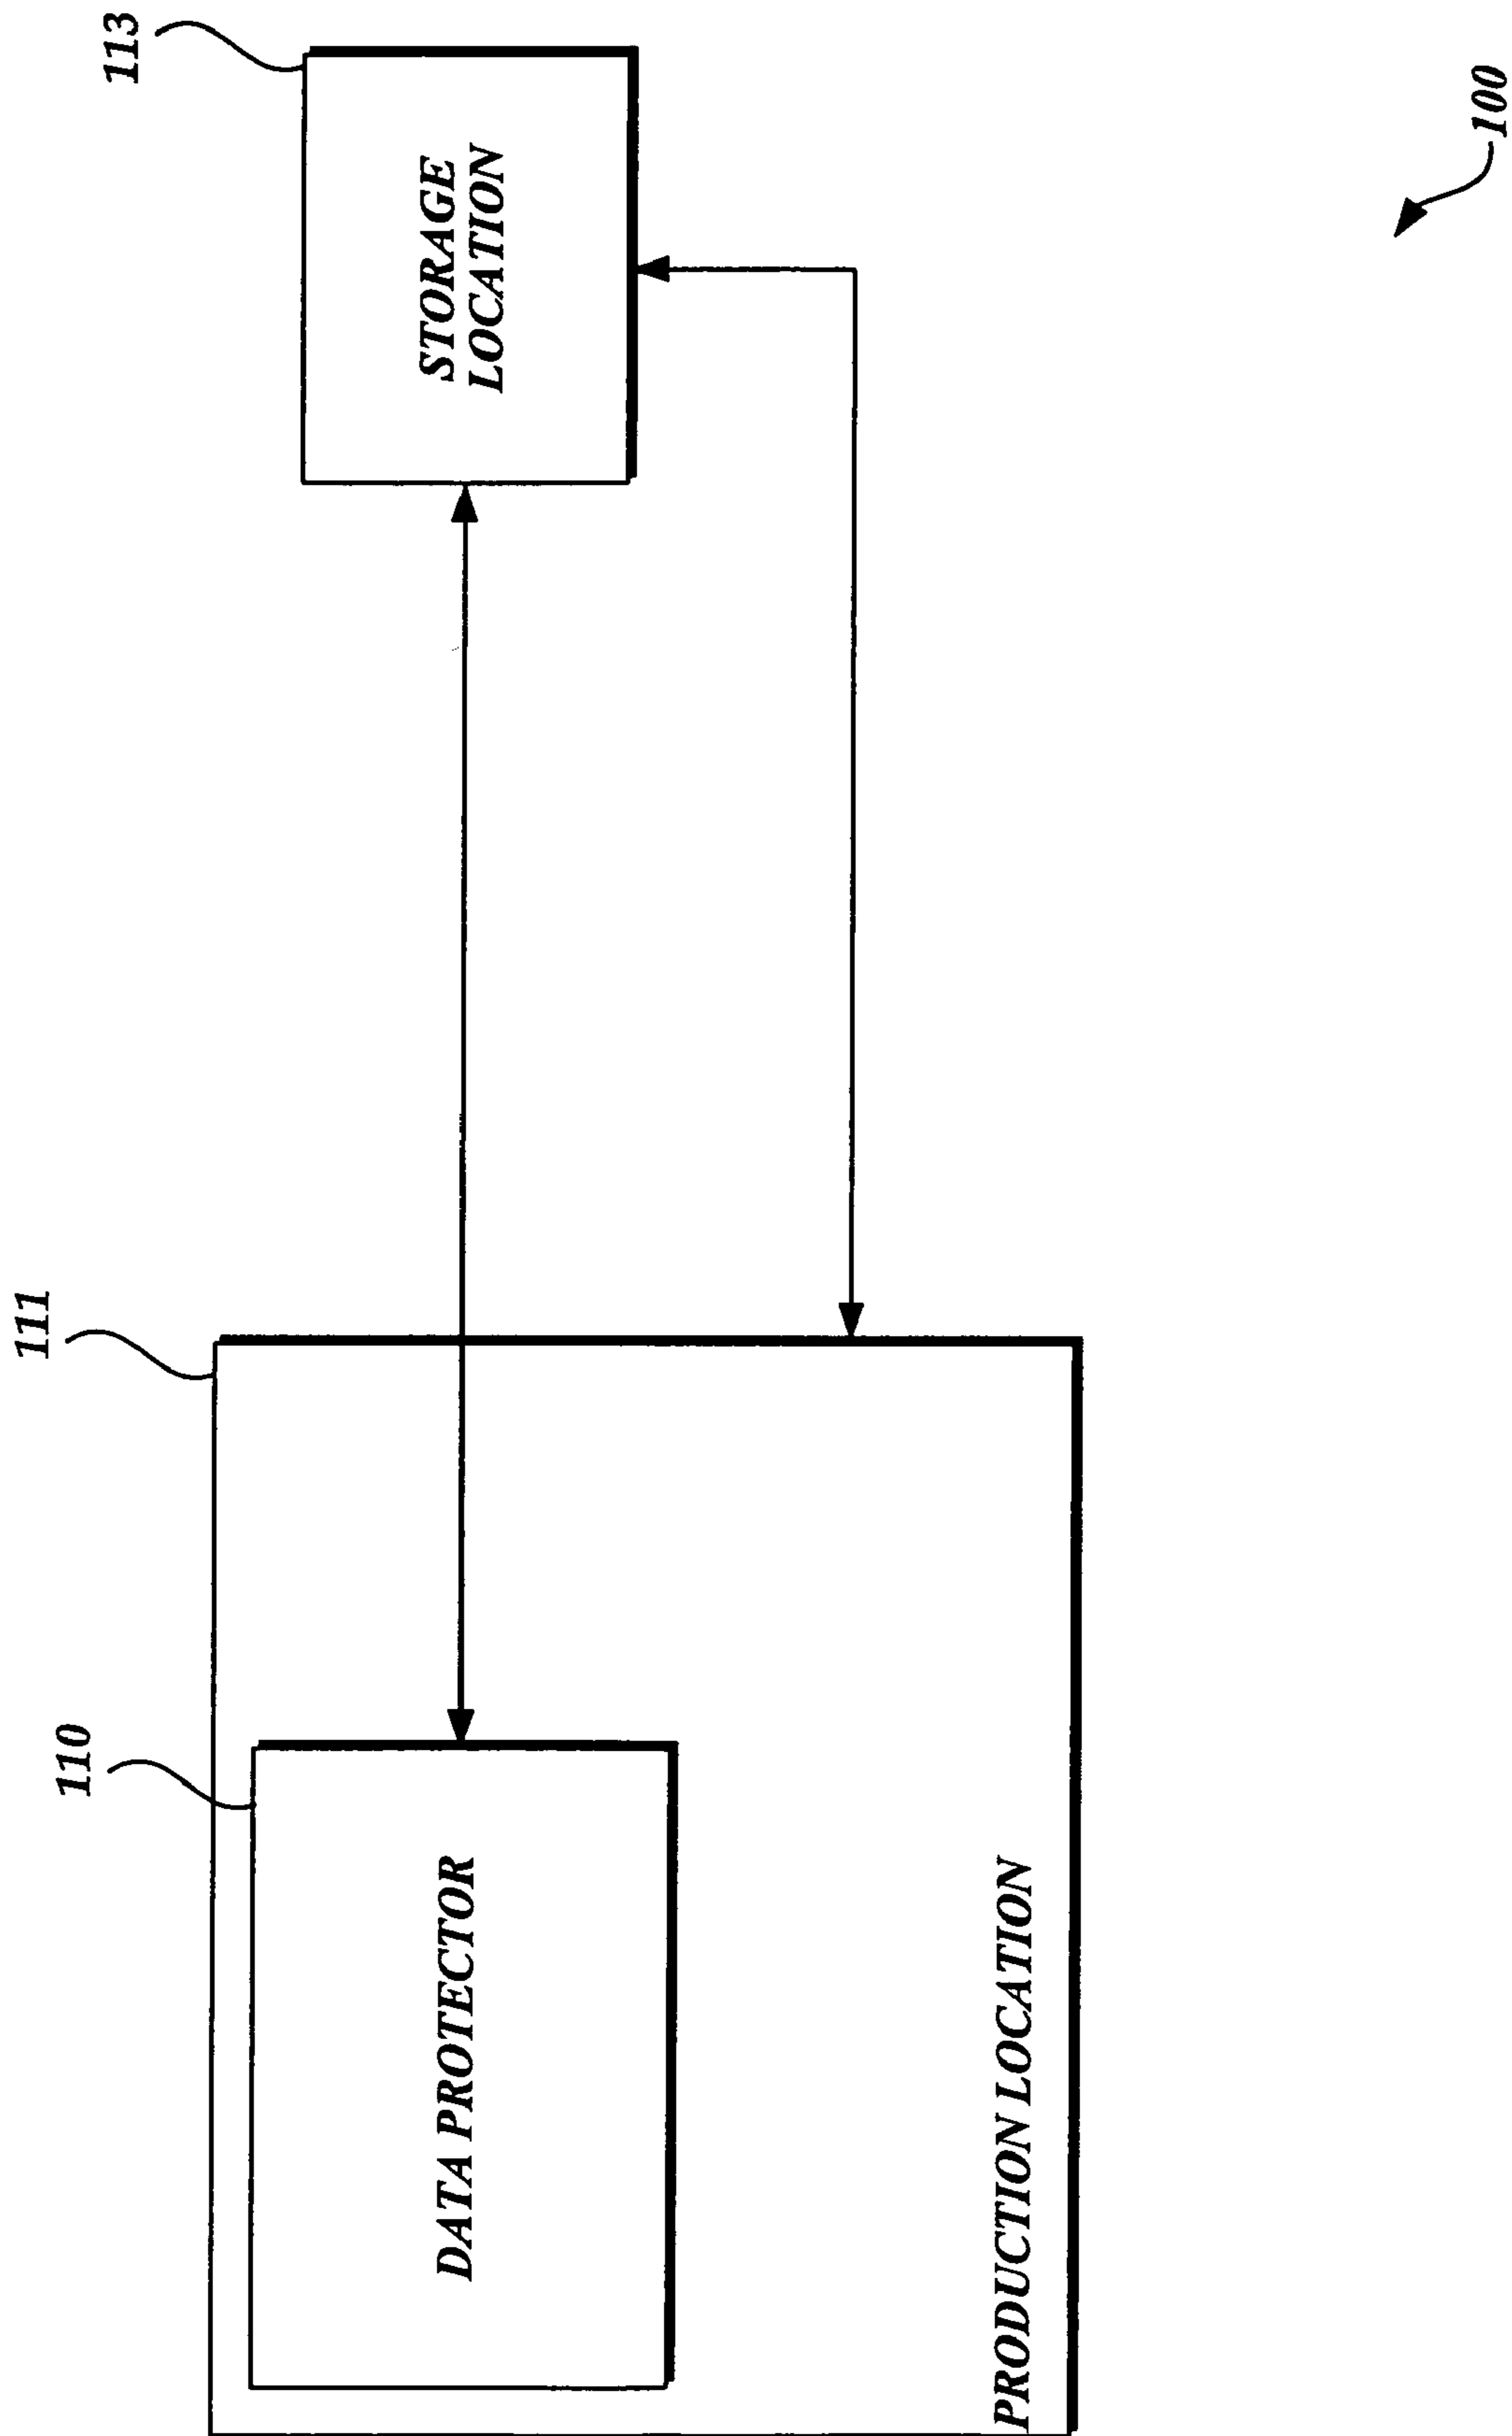 110
111
113
DATA PROTECTOR
STORAGE
LOCATION
PRODUCTION LOCATION
100